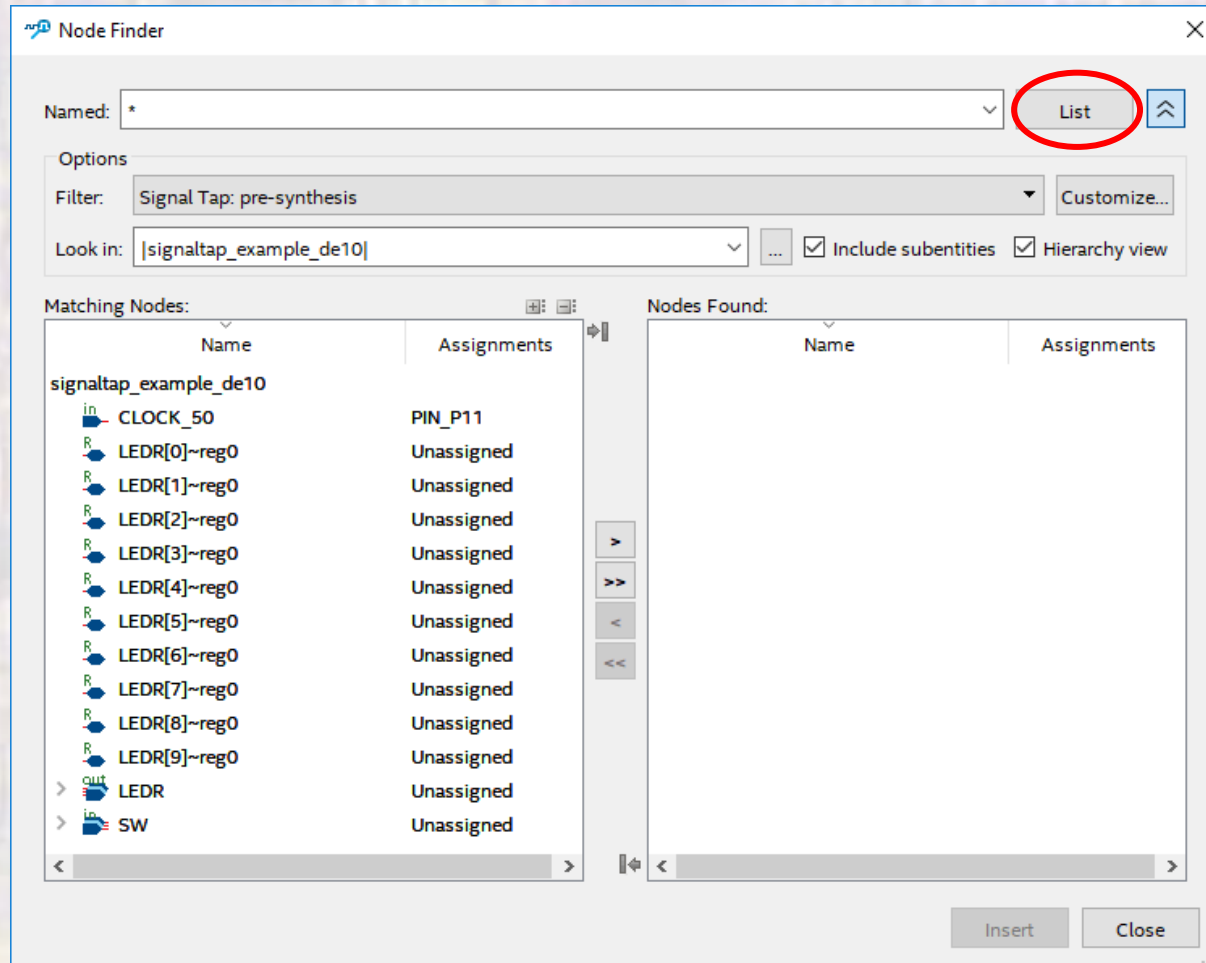 Node Finder
Named: * List
Options
Filter: Signal Tap: pre-synthesis Customize...
Look in: |signaltap_example_de10| ... Include subentities Hierarchy view
Matching Nodes: Nodes Found:
Name Assignments Name Assignments
signaltap_example_de10
in CLOCK_50 PIN_P11
R LEDR[0]~reg0 Unassigned
R LEDR[1]~reg0 Unassigned
R LEDR[2]~reg0 Unassigned
R LEDR[3]~reg0 Unassigned
R LEDR[4]~reg0 Unassigned
R LEDR[5]~reg0 Unassigned
R LEDR[6]~reg0 Unassigned
R LEDR[7]~reg0 Unassigned
R LEDR[8]~reg0 Unassigned
R LEDR[9]~reg0 Unassigned
out LEDR Unassigned
in SW Unassigned
>
>>
<
<<
Insert Close